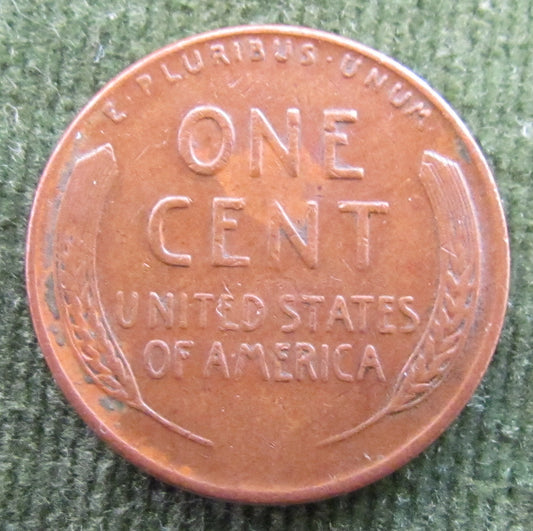 E·PLURIBUS·UNUM
ONE
CENT
UNITED STATES
OF AMERICA